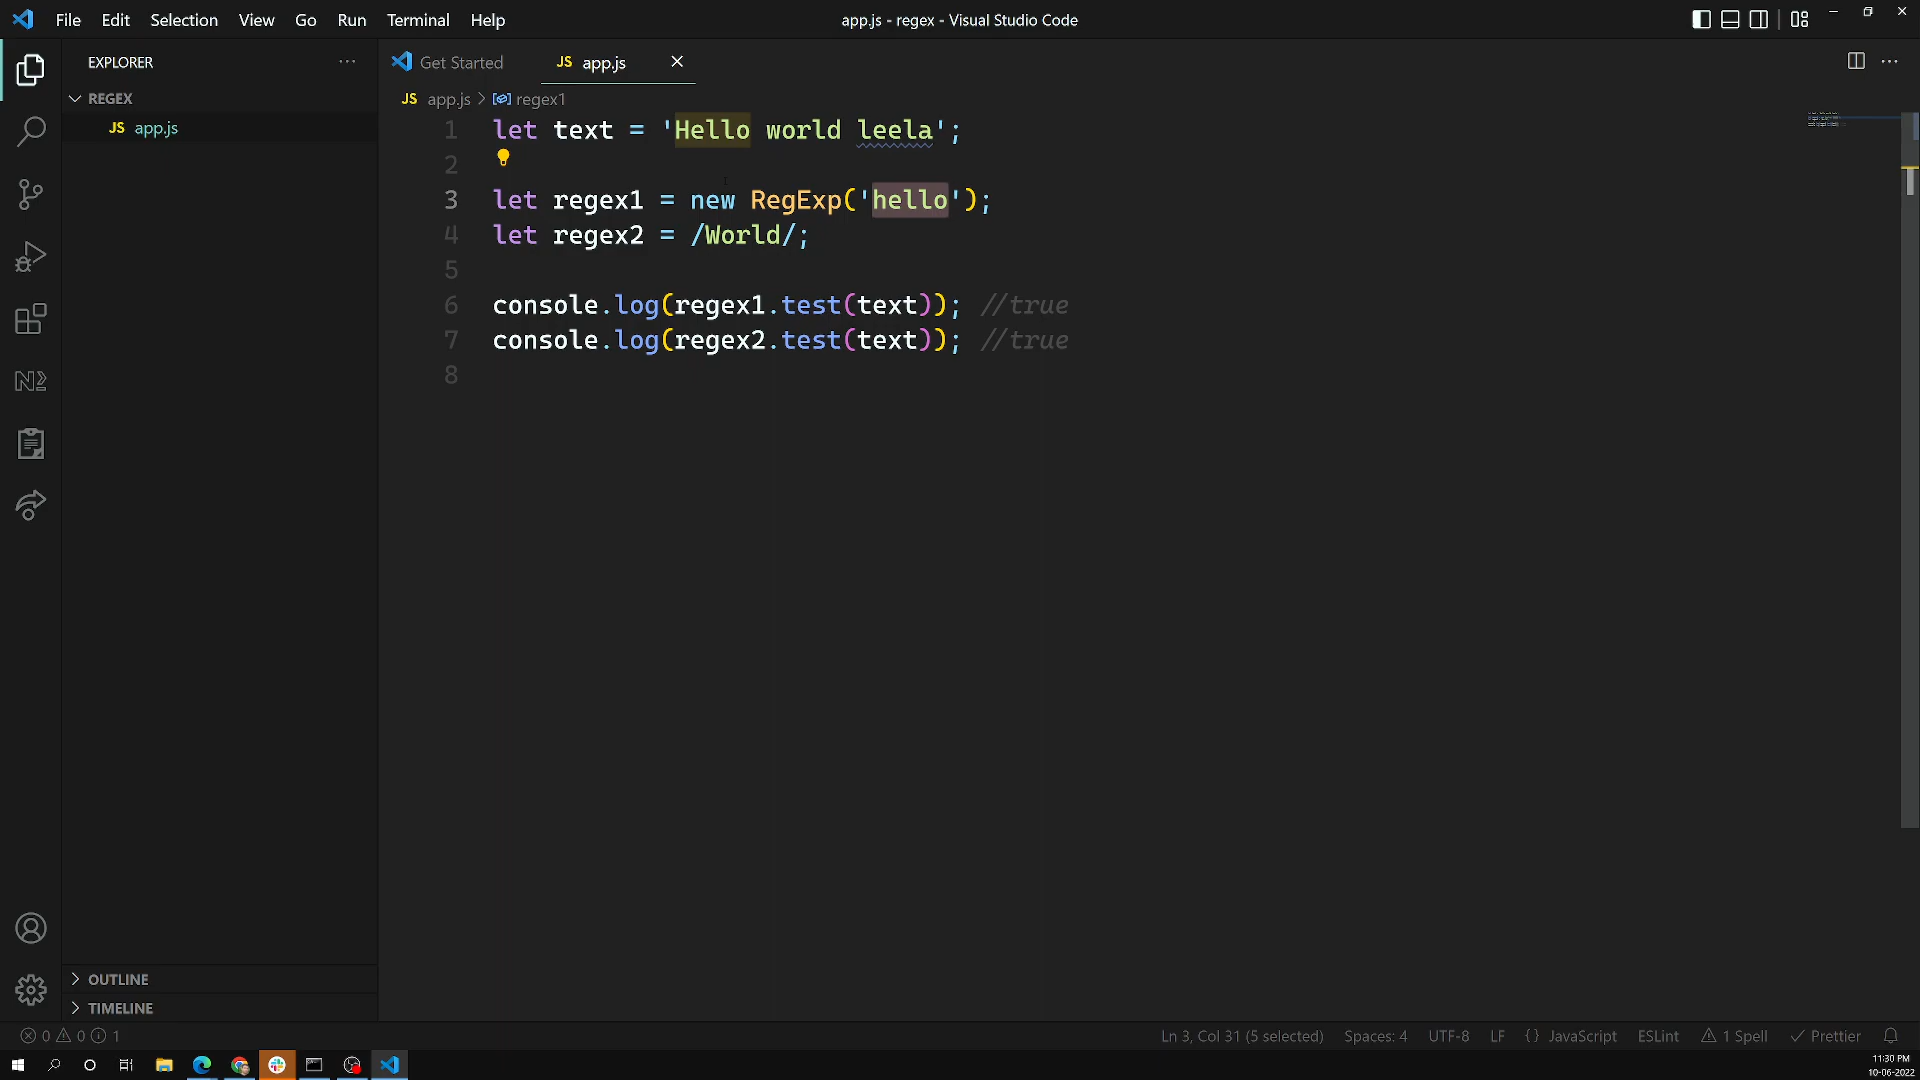 File Edit Selection View Go Run Terminal Help
app.js - regex - Visual Studio Code
EXPLORER
REGEX
JS app.js
OUTLINE
TIMELINE
Get Started
JS app.js
JS app.js > regex1
1 let text = 'Hello world leela';
2
3 let regex1 = new RegExp('hello');
4 let regex2 = /World/;
5
6 console.log(regex1.test(text)); //true
7 console.log(regex2.test(text)); //true
8
0 0 1
Ln 3, Col 31 (5 selected) Spaces: 4 UTF-8 LF {} JavaScript ESLint 1 Spell Prettier
11:30 PM
10-06-2022